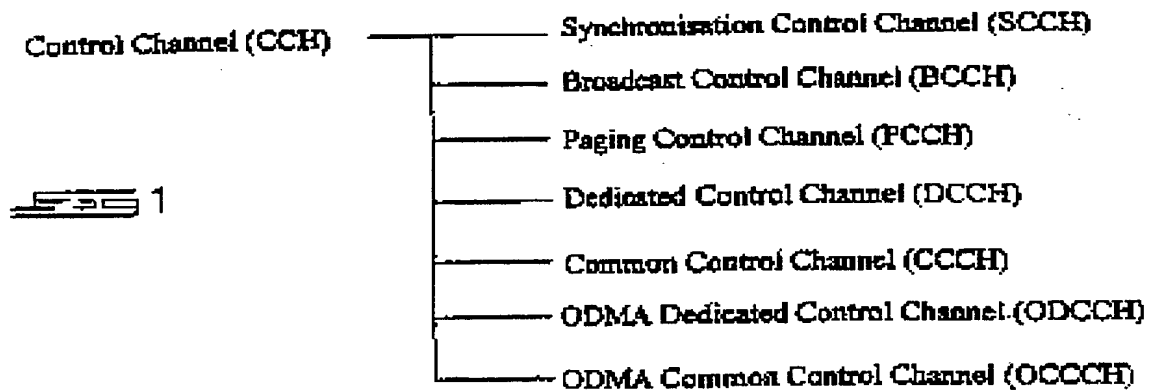 Control Channel (CCH)
Synchronisation Control Channel (SCCH)
Broadcast Control Channel (BCCH)
Paging Control Channel (PCCH)
Dedicated Control Channel (DCCH)
1
Common Control Channel (CCCH)
ODMA Dedicated Control Channel.(ODCCH)
ODMA Common Control Channel (OCCCH)